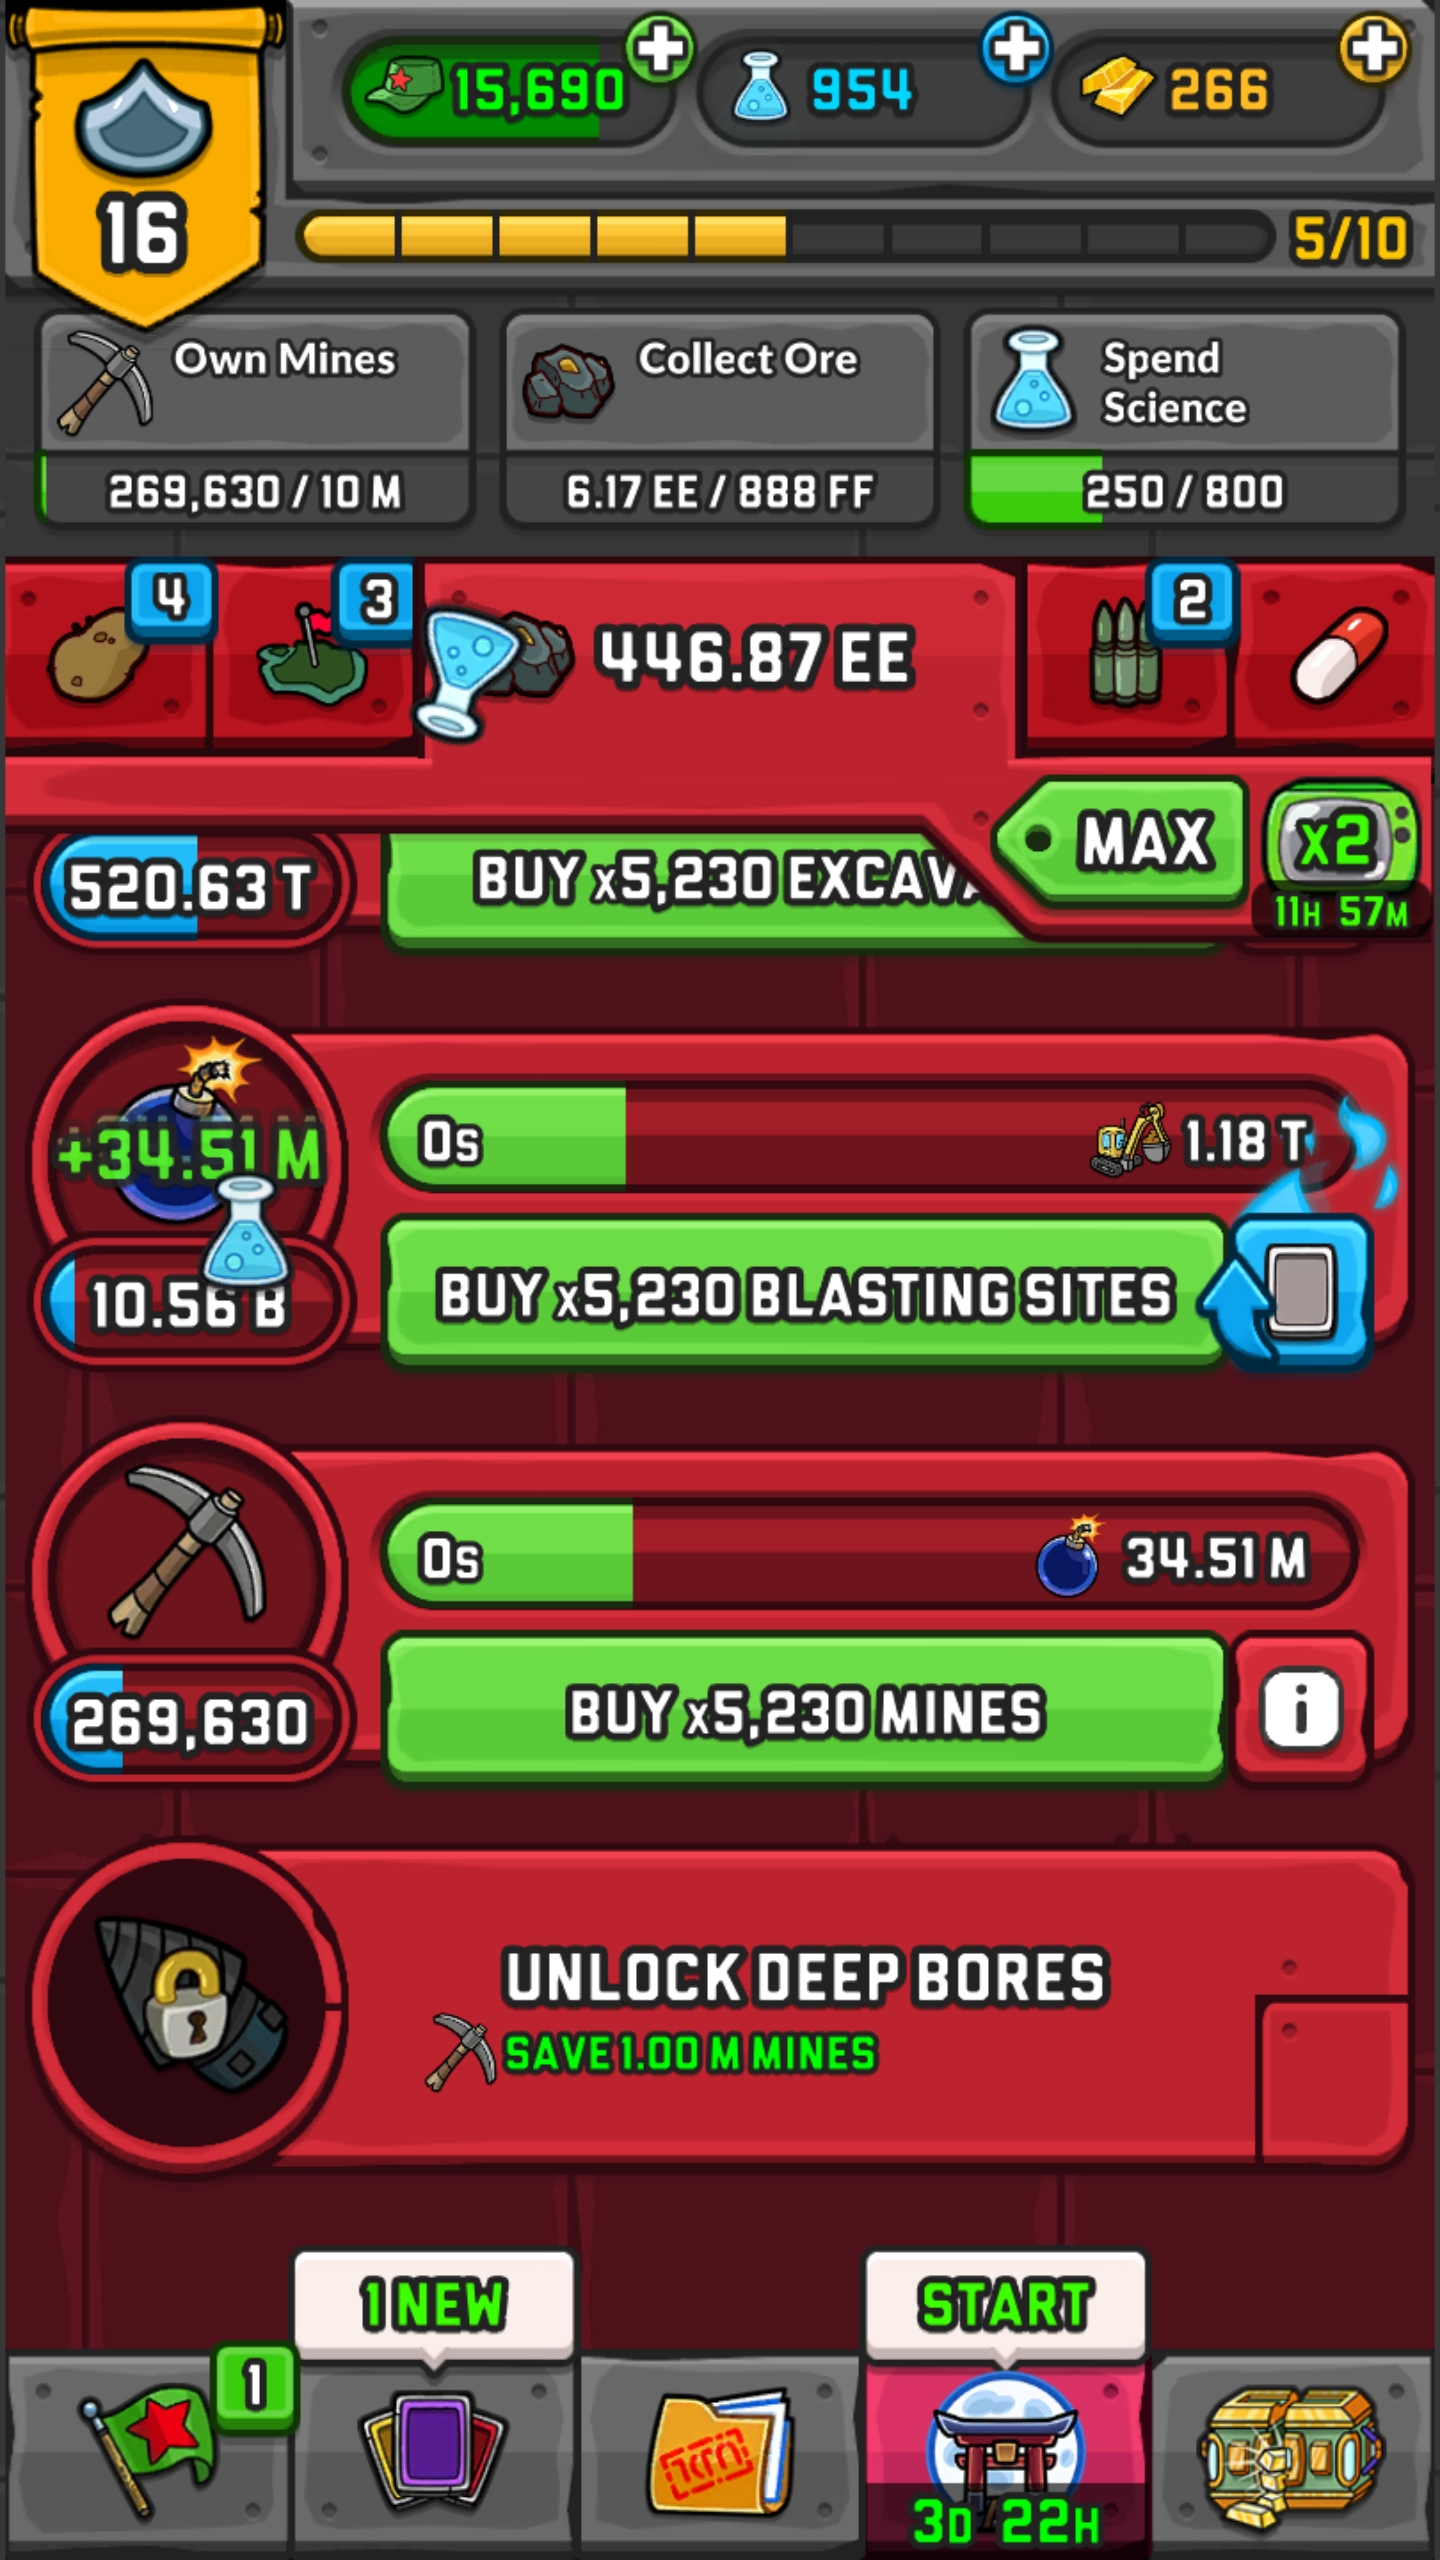 15,690
954
266
16
5/10
Own Mines
Collect Ore
Spend
Science
269,630 / 10 M
6.17 EE / 888 FF
250 / 800
4
3
446.87 EE
2
MAX
x2
11H 57M
520.63 T
BUY x5,230 EXCAVA
+34.51 M
0s
1.18 T
10.56 B
BUY x5,230 BLASTING SITES
0s
34.51 M
269,630
BUY x5,230 MINES
i
UNLOCK DEEP BORES
SAVE 1.00 M MINES
1 NEW
START
1
3D 22H